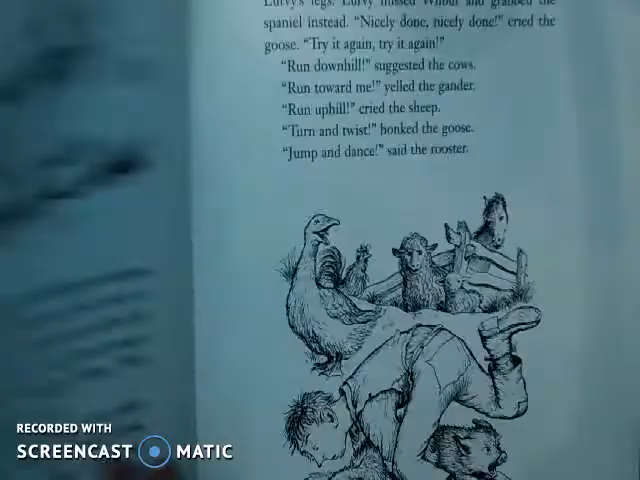 Lurvy's legs. Lurvy missed Wilbur and grabbed the
spaniel instead. “Nicely done, nicely done!” cried the
goose. “Try it again, try it again!”
“Run downhill!” suggested the cows.
“Run toward me!” yelled the gander.
“Run uphill!” cried the sheep.
“Turn and twist!” honked the goose.
“Jump and dance!” said the rooster.
RECORDED WITH
SCREENCAST MATIC